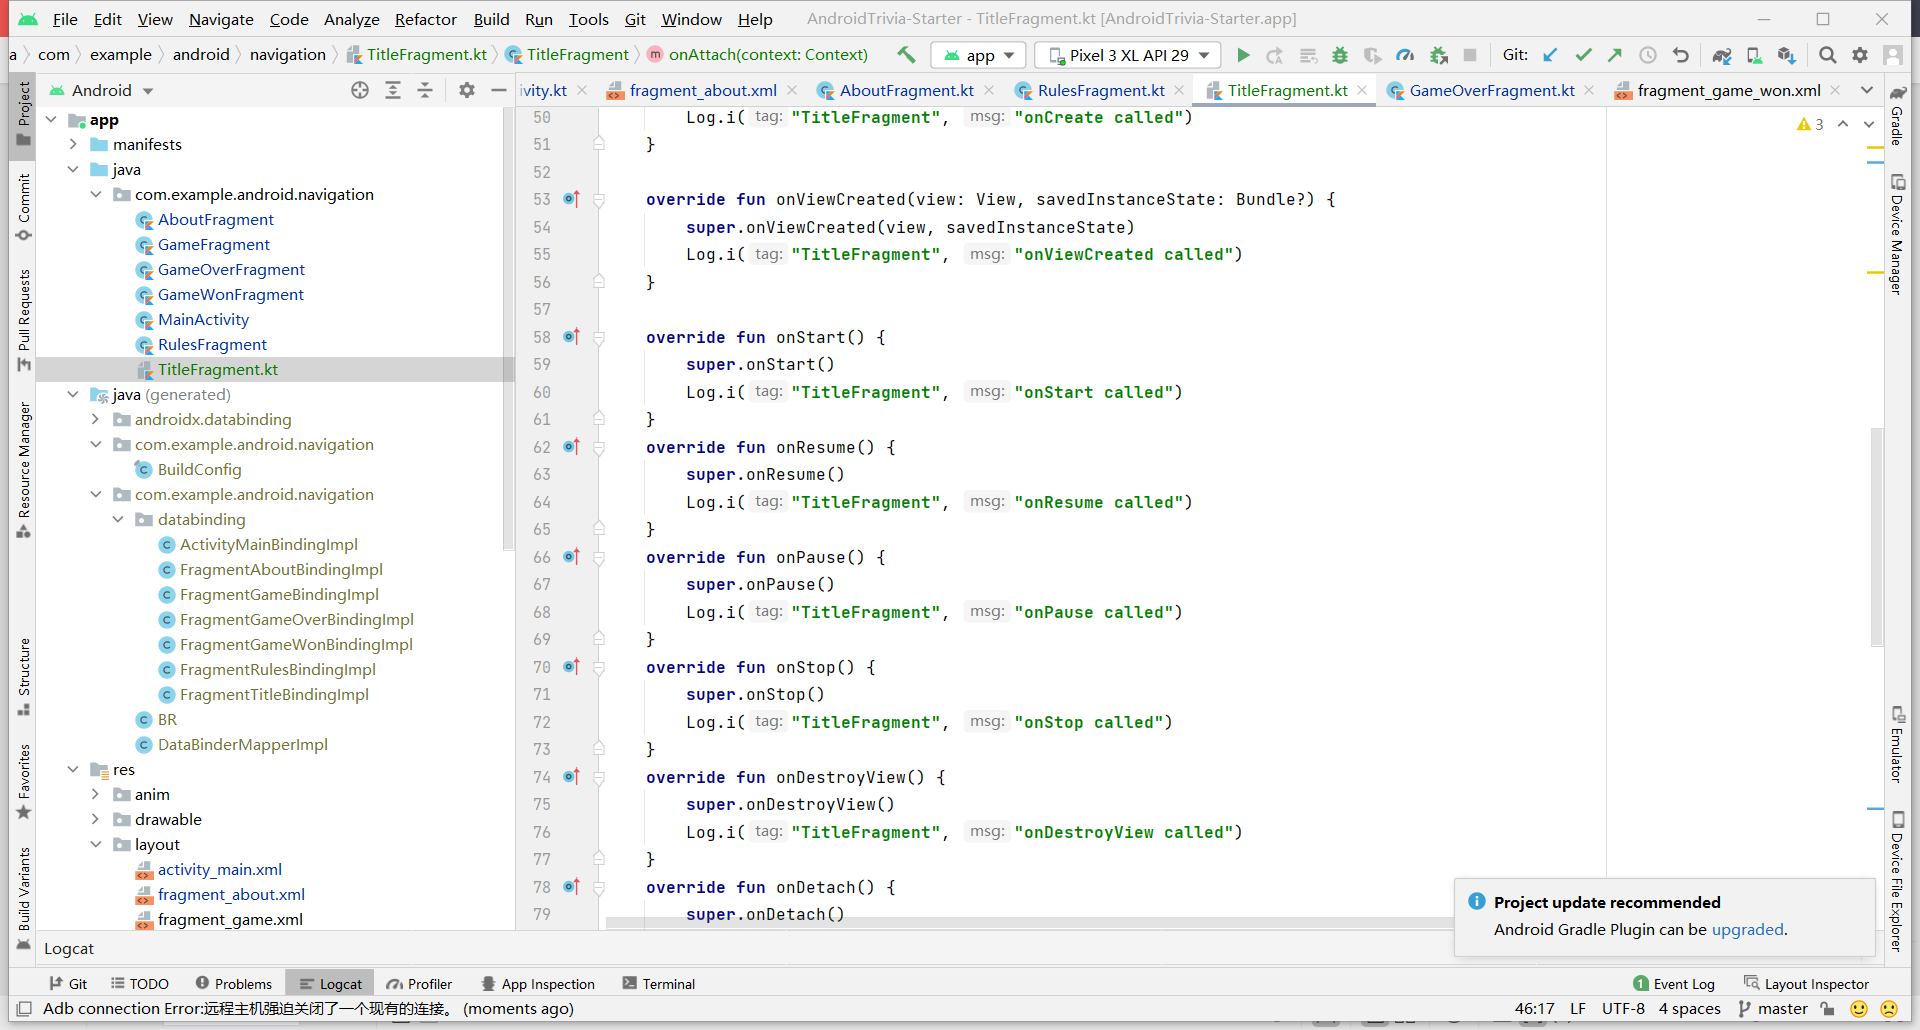 File Edit View Navigate Code Analyze Refactor Build Run Tools Git Window Help AndroidTrivia-Starter - TitleFragment.kt [AndroidTrivia-Starter.app]
a com example android navigation TitleFragment.kt TitleFragment onAttach(context: Context) app Pixel 3 XL API 29 Git:
Android
ivity.kt fragment_about.xml AboutFragment.kt RulesFragment.kt TitleFragment.kt GameOverFragment.kt fragment_game_won.xml
Project
Commit
Pull Requests
Resource Manager
Structure
Favorites
Build Variants
app
manifests
java
com.example.android.navigation
AboutFragment
GameFragment
GameOverFragment
GameWonFragment
MainActivity
RulesFragment
TitleFragment.kt
java (generated)
androidx.databinding
com.example.android.navigation
BuildConfig
com.example.android.navigation
databinding
ActivityMainBindingImpl
FragmentAboutBindingImpl
FragmentGameBindingImpl
FragmentGameOverBindingImpl
FragmentGameWonBindingImpl
FragmentRulesBindingImpl
FragmentTitleBindingImpl
BR
DataBinderMapperImpl
res
anim
drawable
layout
activity_main.xml
fragment_about.xml
fragment_game.xml
50 Log.i( tag: "TitleFragment", msg: "onCreate called")
51 }
52
53 override fun onViewCreated(view: View, savedInstanceState: Bundle?) {
54 super.onViewCreated(view, savedInstanceState)
55 Log.i( tag: "TitleFragment", msg: "onViewCreated called")
56 }
57
58 override fun onStart() {
59 super.onStart()
60 Log.i( tag: "TitleFragment", msg: "onStart called")
61 }
62 override fun onResume() {
63 super.onResume()
64 Log.i( tag: "TitleFragment", msg: "onResume called")
65 }
66 override fun onPause() {
67 super.onPause()
68 Log.i( tag: "TitleFragment", msg: "onPause called")
69 }
70 override fun onStop() {
71 super.onStop()
72 Log.i( tag: "TitleFragment", msg: "onStop called")
73 }
74 override fun onDestroyView() {
75 super.onDestroyView()
76 Log.i( tag: "TitleFragment", msg: "onDestroyView called")
77 }
78 override fun onDetach() {
79 super.onDetach()
3
Gradle
Device Manager
Emulator
Device File Explorer
Project update recommended
Android Gradle Plugin can be upgraded.
Logcat
Git TODO Problems Logcat Profiler App Inspection Terminal 1 Event Log Layout Inspector
Adb connection Error:远程主机强迫关闭了一个现有的连接。 (moments ago) 46:17 LF UTF-8 4 spaces master